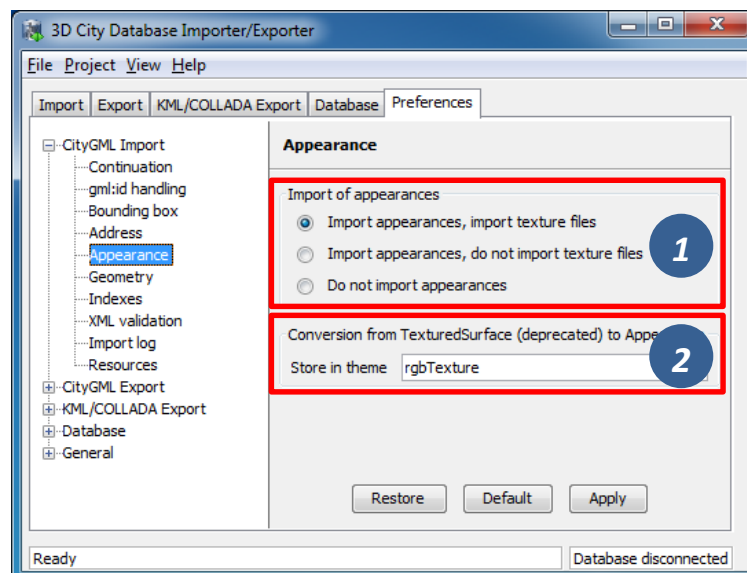 3D City Database Importer/Exporter
File Project View Help
Import Export KML/COLLADA Export Database Preferences
CityGML Import
Continuation
gml:id handling
Bounding box
Address
Appearance
Geometry
Indexes
XML validation
Import log
Resources
CityGML Export
KML/COLLADA Export
Database
General
Appearance
Import of appearances
Import appearances, import texture files
Import appearances, do not import texture files
Do not import appearances
1
Conversion from TexturedSurface (deprecated) to
Store in theme rgbTexture
2
Restore Default Apply
Ready Database disconnected